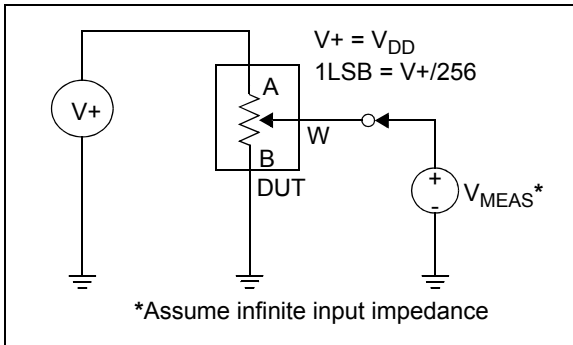 V+ = VDD
1LSB = V+/256
V+
A
W
B
DUT
+
-
VMEAS*
*Assume infinite input impedance